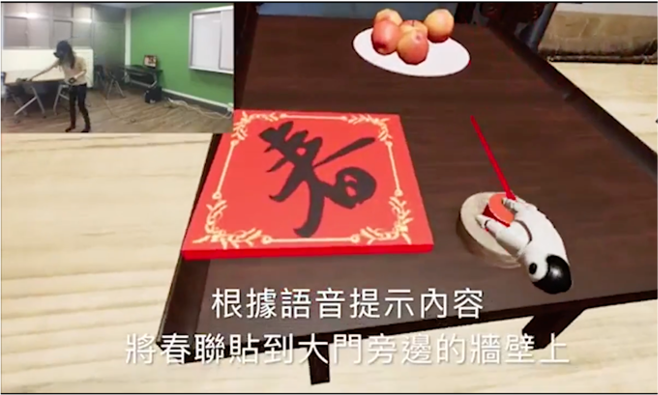 春
根據語音提示內容
將春聯貼到大門旁邊的牆壁上